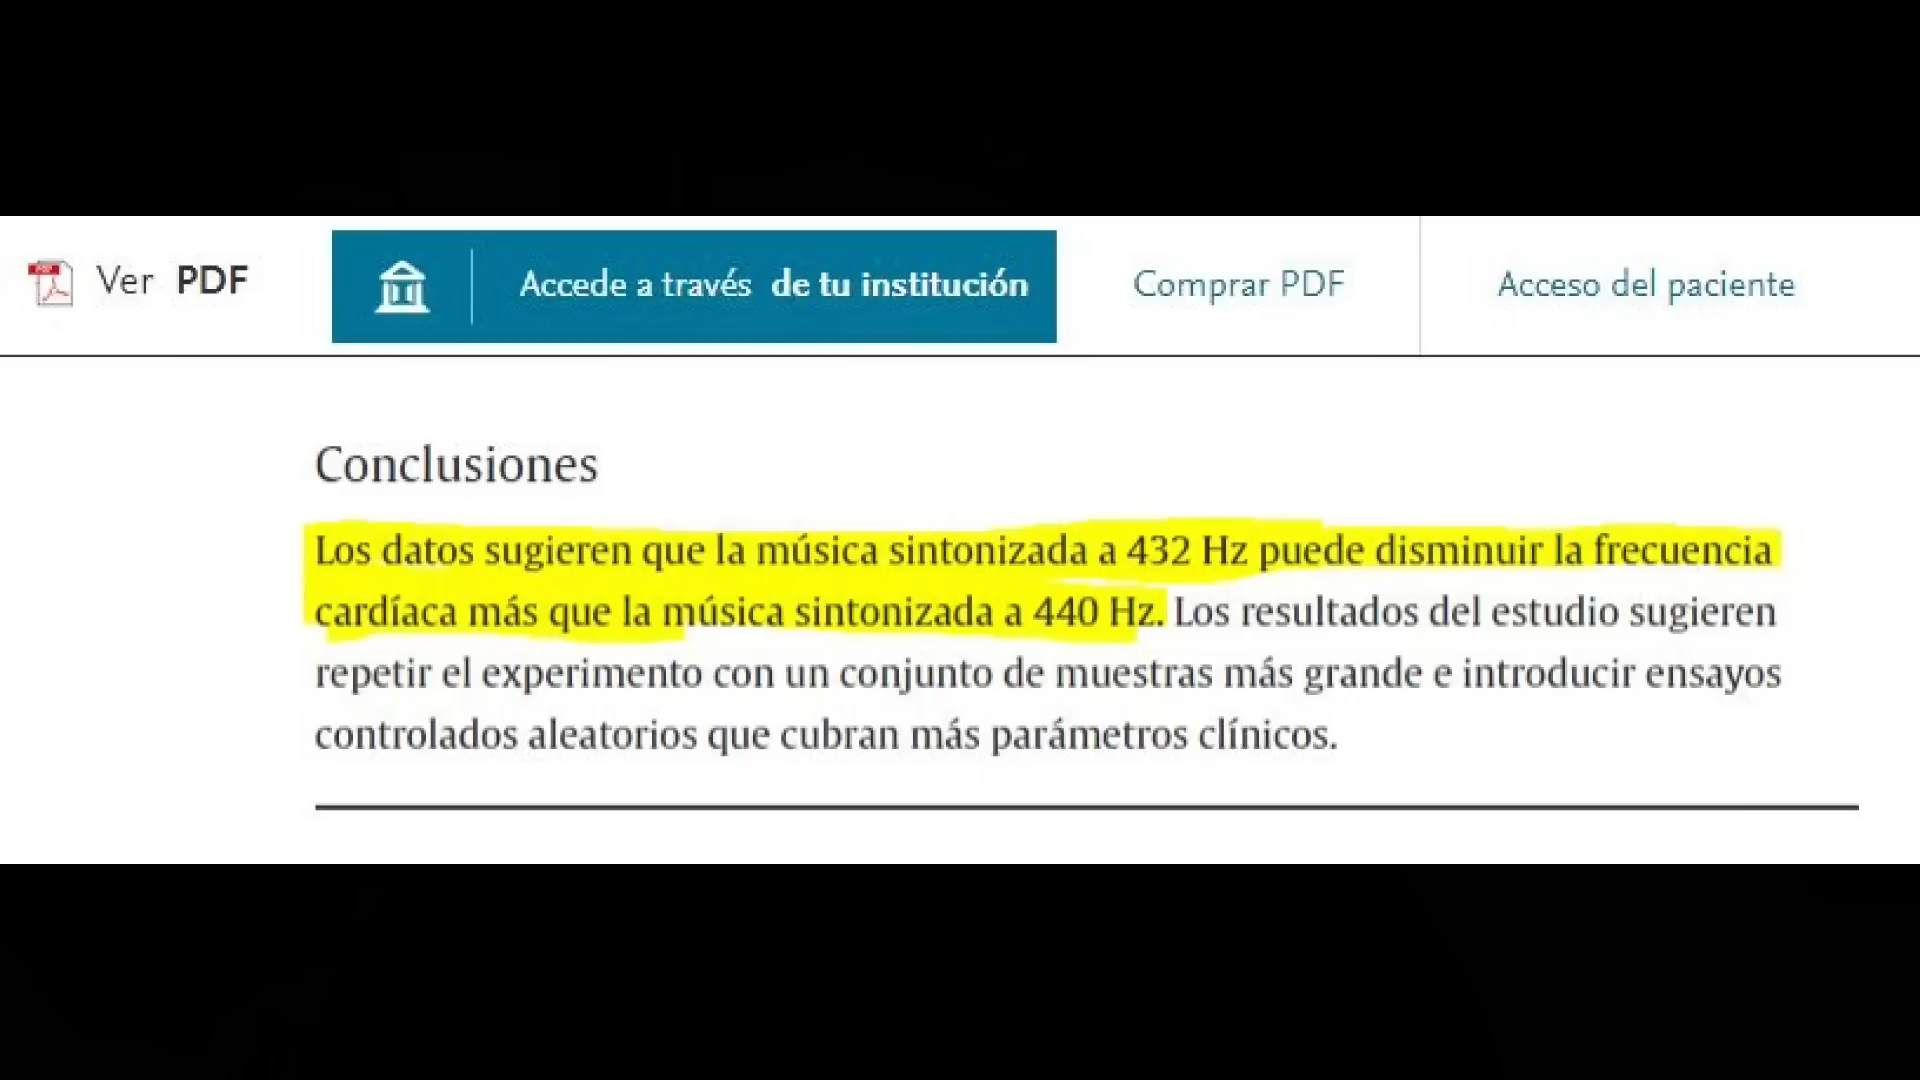 Ver PDF
Accede a través de tu institución
Comprar PDF
Acceso del paciente
Conclusiones
Los datos sugieren que la música sintonizada a 432 Hz puede disminuir la frecuencia
cardíaca más que la música sintonizada a 440 Hz. Los resultados del estudio sugieren
repetir el experimento con un conjunto de muestras más grande e introducir ensayos
controlados aleatorios que cubran más parámetros clínicos.